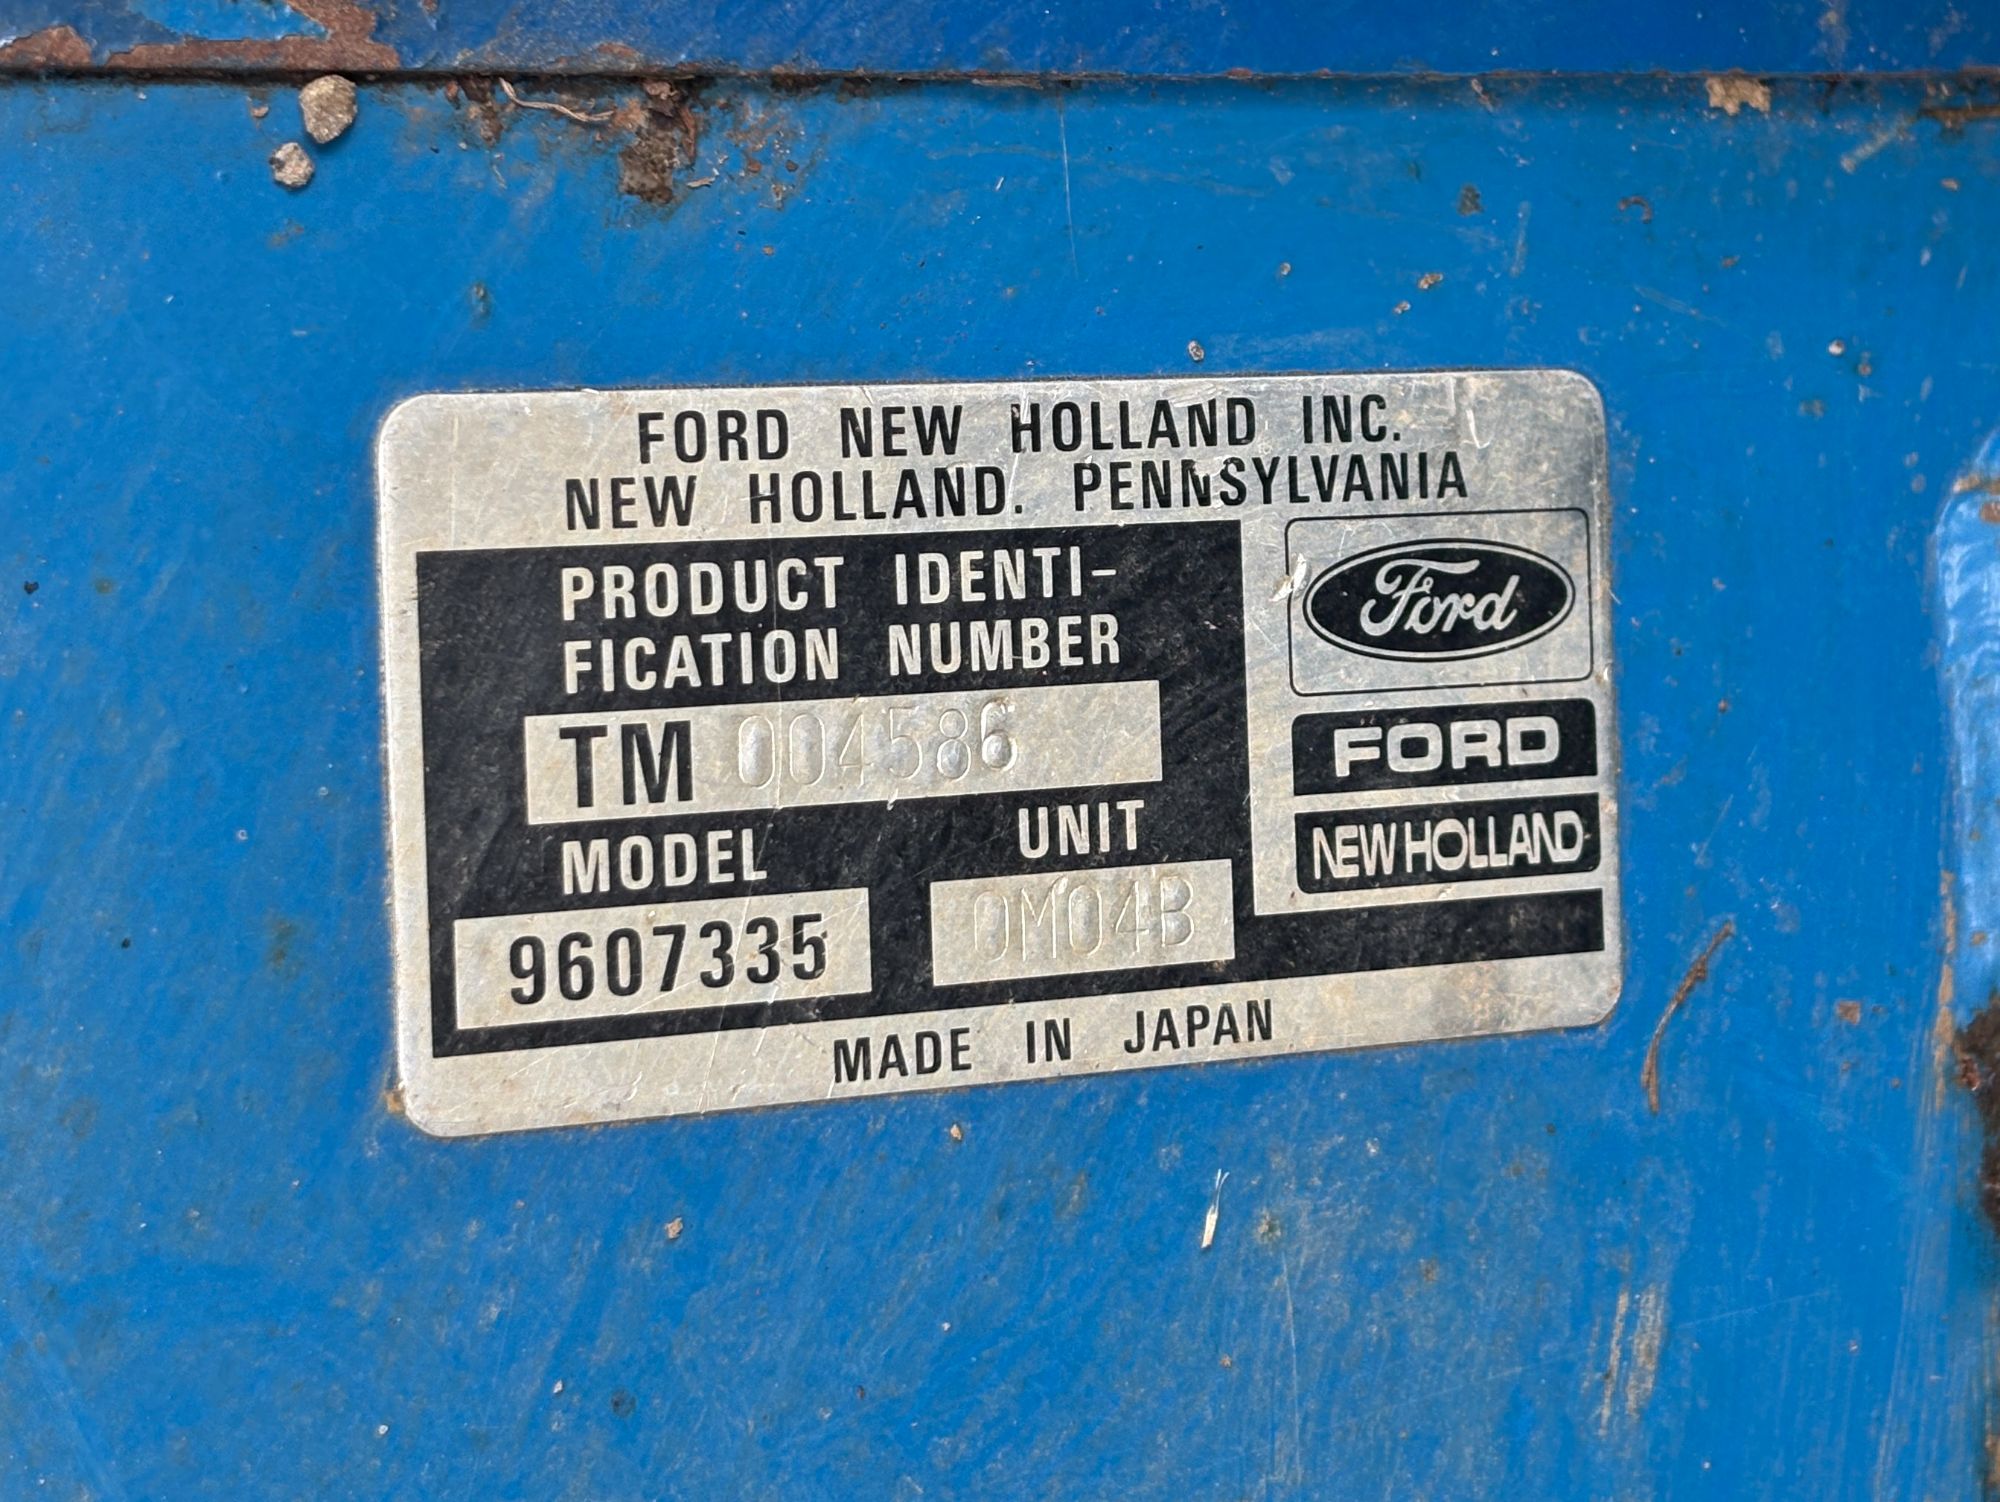 FORD NEW HOLLAND INC.
NEW HOLLAND. PENNSYLVANIA
PRODUCT IDENTI-
FICATION NUMBER
TM 004586
MODEL
9607335
UNIT
0M04B
Ford
FORD
NEW HOLLAND
MADE IN JAPAN